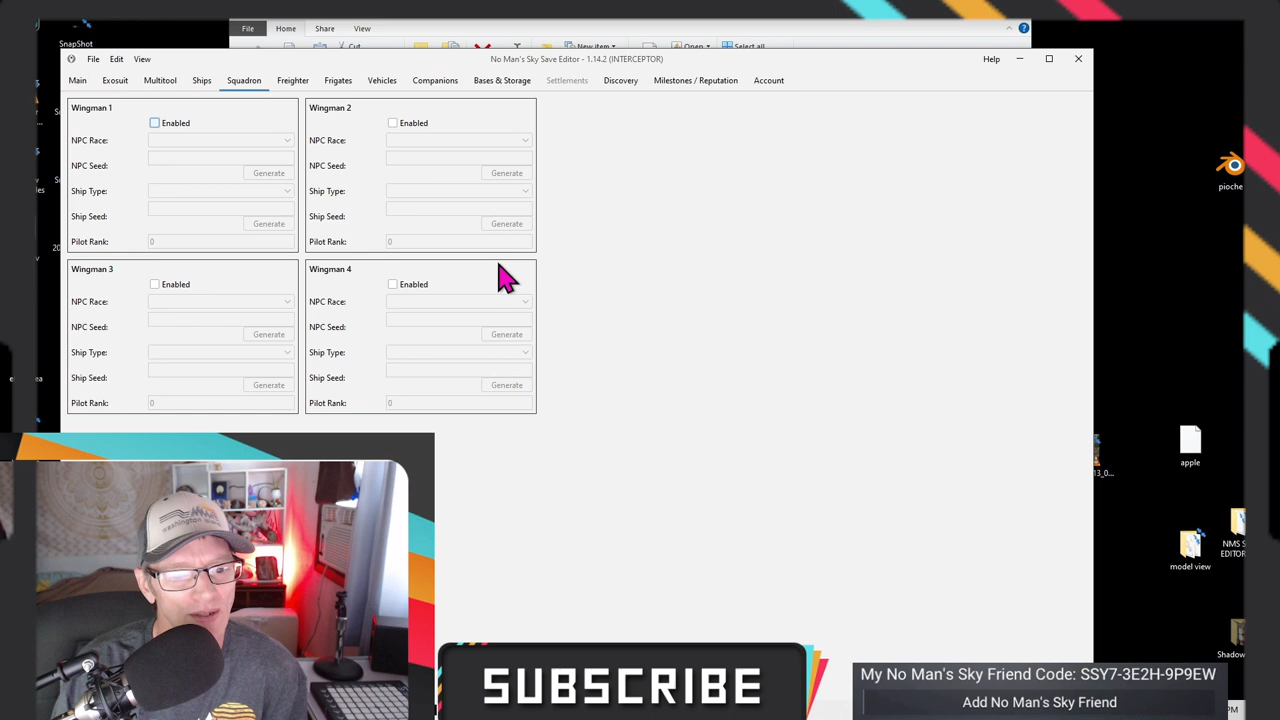 SnapShot
File Home Share View
Cut New item Open Select all
File Edit View No Man's Sky Save Editor - 1.14.2 (INTERCEPTOR) Help
Main Exosuit Multitool Ships Squadron Freighter Frigates Vehicles Companions Bases & Storage Settlements Discovery Milestones / Reputation Account
Wingman 1
Enabled
NPC Race:
NPC Seed:
Generate
Ship Type:
Ship Seed:
Generate
Pilot Rank: 0
Wingman 2
Enabled
NPC Race:
NPC Seed:
Generate
Ship Type:
Ship Seed:
Generate
Pilot Rank: 0
Wingman 3
Enabled
NPC Race:
NPC Seed:
Generate
Ship Type:
Ship Seed:
Generate
Pilot Rank: 0
Wingman 4
Enabled
NPC Race:
NPC Seed:
Generate
Ship Type:
Ship Seed:
Generate
Pilot Rank: 0
pioche
apple
13_0...
model view
NMS S
EDITOR
Shadow
SUBSCRIBE
My No Man's Sky Friend Code: SSY7-3E2H-9P9EW
Add No Man's Sky Friend
PM